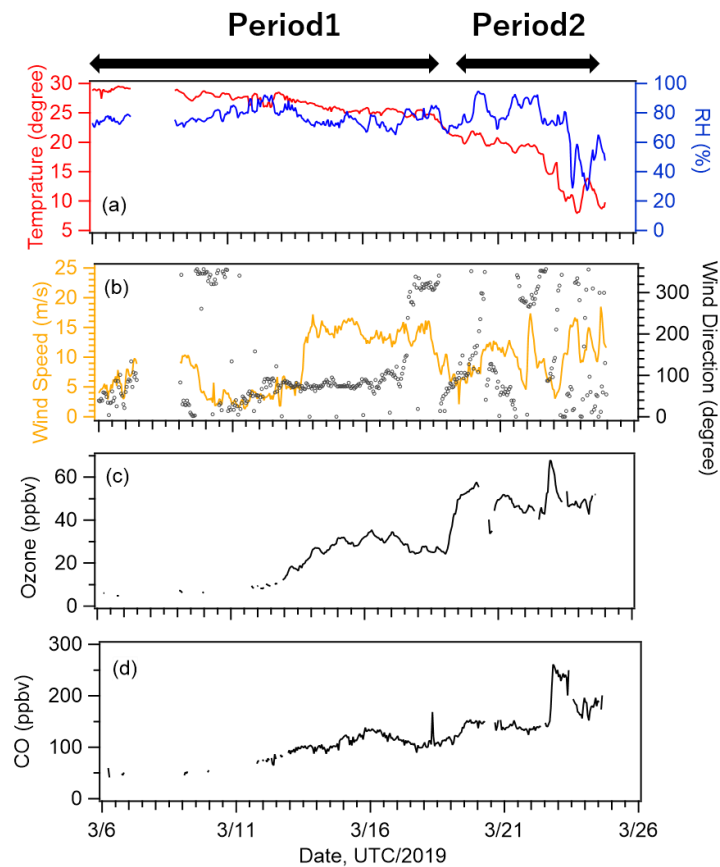 Period1 Period2
30 100
25 80
20 60
15 40
10 20
5 0
Temprature (degree)
RH (%)
(a)
25
20 300
15 200
10 100
5
0 0
Wind Speed (m/s)
Wind Direction (degree)
(b)
60
40
20
0
Ozone (ppbv)
(c)
300
200
100
0
CO (ppbv)
(d)
3/6 3/11 3/16 3/21 3/26
Date, UTC/2019